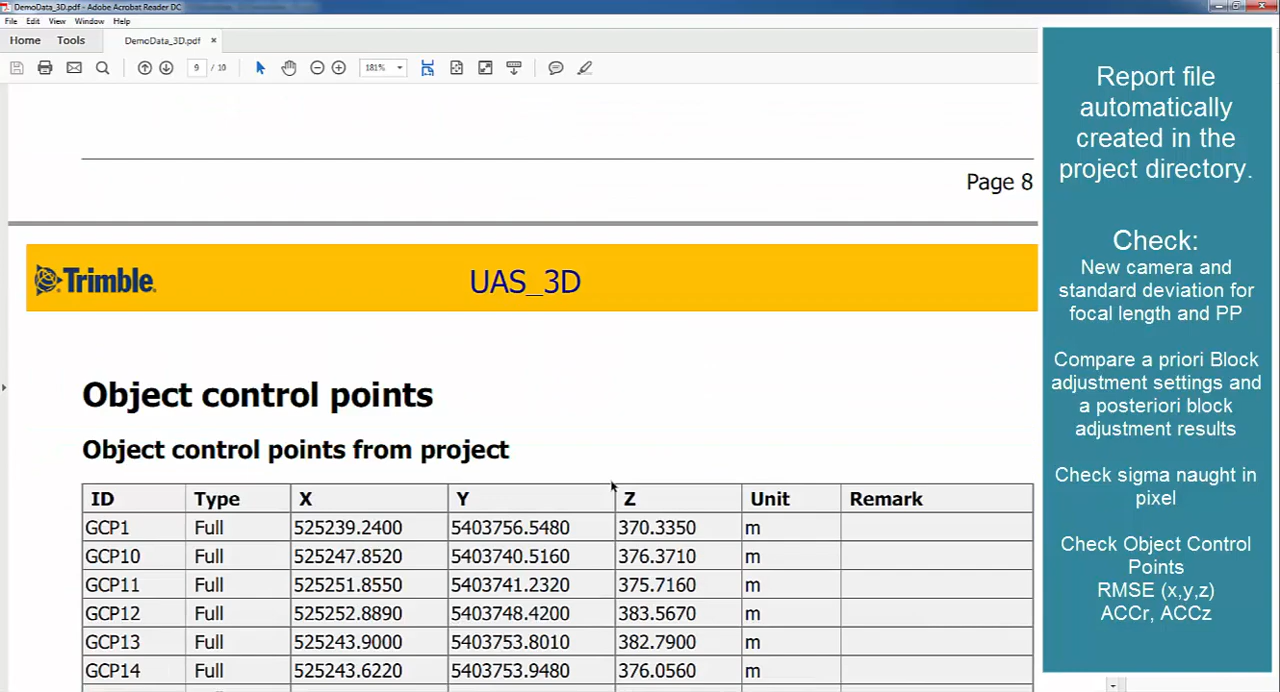 DemoData_3D.pdf - Adobe Acrobat Reader DC
File Edit View Window Help
Home Tools DemoData_3D.pdf ×
9 / 10 181%
Page 8
Trimble. UAS_3D
Object control points
Object control points from project
ID Type X Y Z Unit Remark
GCP1 Full 525239.2400 5403756.5480 370.3350 m
GCP10 Full 525247.8520 5403740.5160 376.3710 m
GCP11 Full 525251.8550 5403741.2320 375.7160 m
GCP12 Full 525252.8890 5403748.4200 383.5670 m
GCP13 Full 525243.9000 5403753.8010 382.7900 m
GCP14 Full 525243.6220 5403753.9480 376.0560 m
Report file
automatically
created in the
project directory.
Check:
New camera and
standard deviation for
focal length and PP
Compare a priori Block
adjustment settings and
a posteriori block
adjustment results
Check sigma naught in
pixel
Check Object Control
Points
RMSE (x,y,z)
ACCr, ACCz